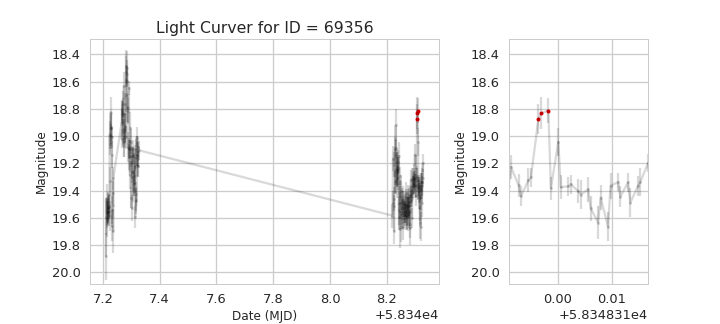 Light Curver for ID = 69356
Magnitude
18.4
18.6
18.8
19.0
19.2
19.4
19.6
19.8
20.0
7.2 7.4 7.6 7.8 8.0 8.2
Date (MJD)
+5.834e4
Magnitude
18.4
18.6
18.8
19.0
19.2
19.4
19.6
19.8
20.0
0.00 0.01
+5.834831e4